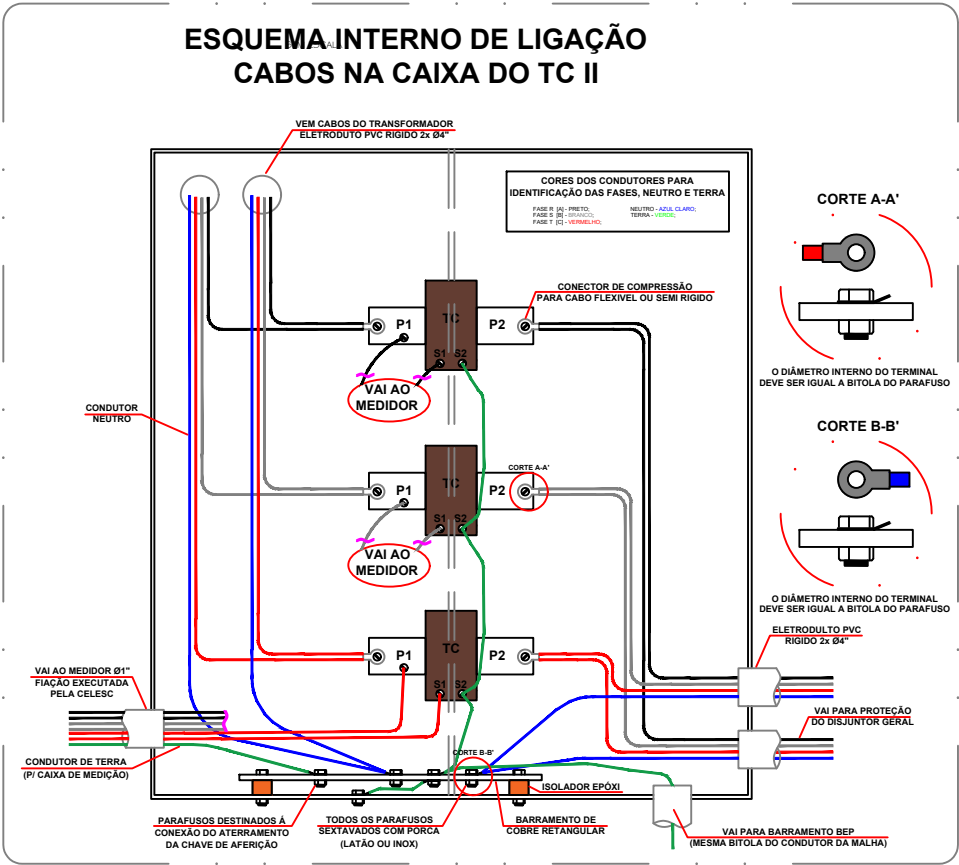 ESQUEMA INTERNO DE LIGAÇÃO
CABOS NA CAIXA DO TC II
VEM CABOS DO TRANSFORMADOR
ELETRODUTO PVC RIGIDO 2x Ø4"
CORES DOS CONDUTORES PARA
IDENTIFICAÇÃO DAS FASES, NEUTRO E TERRA
FASE R [A] - PRETO;
FASE S [B] - BRANCO;
FASE T [C] - VERMELHO;
NEUTRO - AZUL CLARO;
TERRA - VERDE;
CORTE A-A'
O DIÂMETRO INTERNO DO TERMINAL
DEVE SER IGUAL A BITOLA DO PARAFUSO
CONECTOR DE COMPRESSÃO
PARA CABO FLEXIVEL OU SEMI RIGIDO
P1
TC
P2
S1 S2
VAI AO
MEDIDOR
CONDUTOR
NEUTRO
CORTE B-B'
O DIÂMETRO INTERNO DO TERMINAL
DEVE SER IGUAL A BITOLA DO PARAFUSO
CORTE A-A'
P1
TC
P2
S1 S2
VAI AO
MEDIDOR
P1
TC
P2
S1 S2
ELETRODULTO PVC
RIGIDO 2x Ø4"
VAI AO MEDIDOR Ø1"
FIAÇÃO EXECUTADA
PELA CELESC
VAI PARA PROTEÇÃO
DO DISJUNTOR GERAL
CORTE B-B'
CONDUTOR DE TERRA
(P/ CAIXA DE MEDIÇÃO)
ISOLADOR EPÓXI
PARAFUSOS DESTINADOS Á
CONEXÃO DO ATERRAMENTO
DA CHAVE DE AFERIÇÃO
TODOS OS PARAFUSOS
SEXTAVADOS COM PORCA
(LATÃO OU INOX)
BARRAMENTO DE
COBRE RETANGULAR
VAI PARA BARRAMENTO BEP
(MESMA BITOLA DO CONDUTOR DA MALHA)